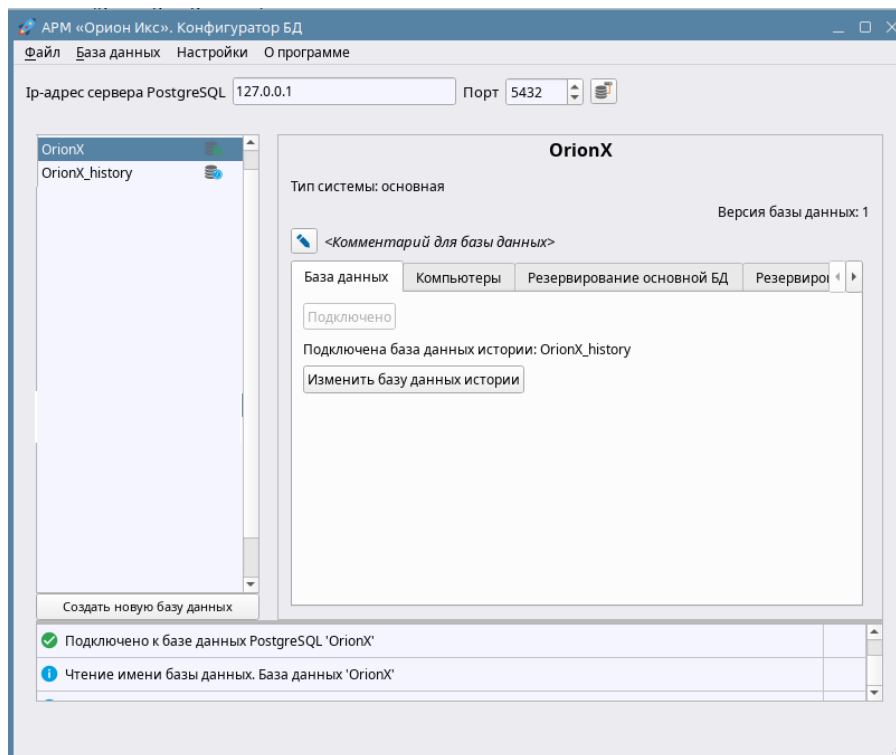 АРМ «Орион Икс». Конфигуратор БД
Файл База данных Настройки О программе
Ip-адрес сервера PostgreSQL 127.0.0.1 Порт 5432
OrionX
OrionX_history
Создать новую базу данных
OrionX
Тип системы: основная
Версия базы данных: 1
<Комментарий для базы данных>
База данных Компьютеры Резервирование основной БД
Подключено
Подключена база данных истории: OrionX_history
Изменить базу данных истории
Подключено к базе данных PostgreSQL 'OrionX'
Чтение имени базы данных. База данных 'OrionX'